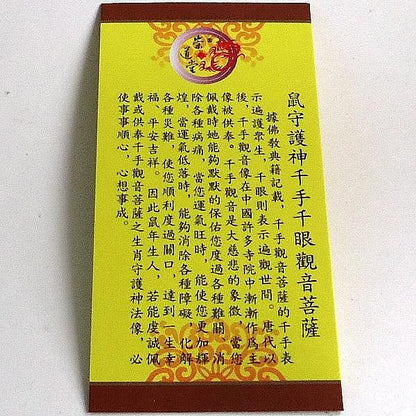 鼠守護神千手千眼觀音菩薩
據佛教典籍記載，千手觀音菩薩的千手表
示遍護眾生，千眼則表示遍觀世間。唐代以
後，千手觀音像在中國許多寺院中漸漸作為主
像被供奉。千手觀音是大慈悲的象徵，當您
佩戴時她能夠默默的保佑您度過各種難關、消
除各種病痛，當您運氣旺時，能使您更加輝
煌，當運氣低落時，能夠消除各種障礙、化解
各種災難，使您順利度過關口，達到一生幸
福、平安吉祥。因此鼠年生人，若能虔誠佩
戴或供奉千手觀音菩薩之生肖守護神法像，必
使事事順心，心想事成。